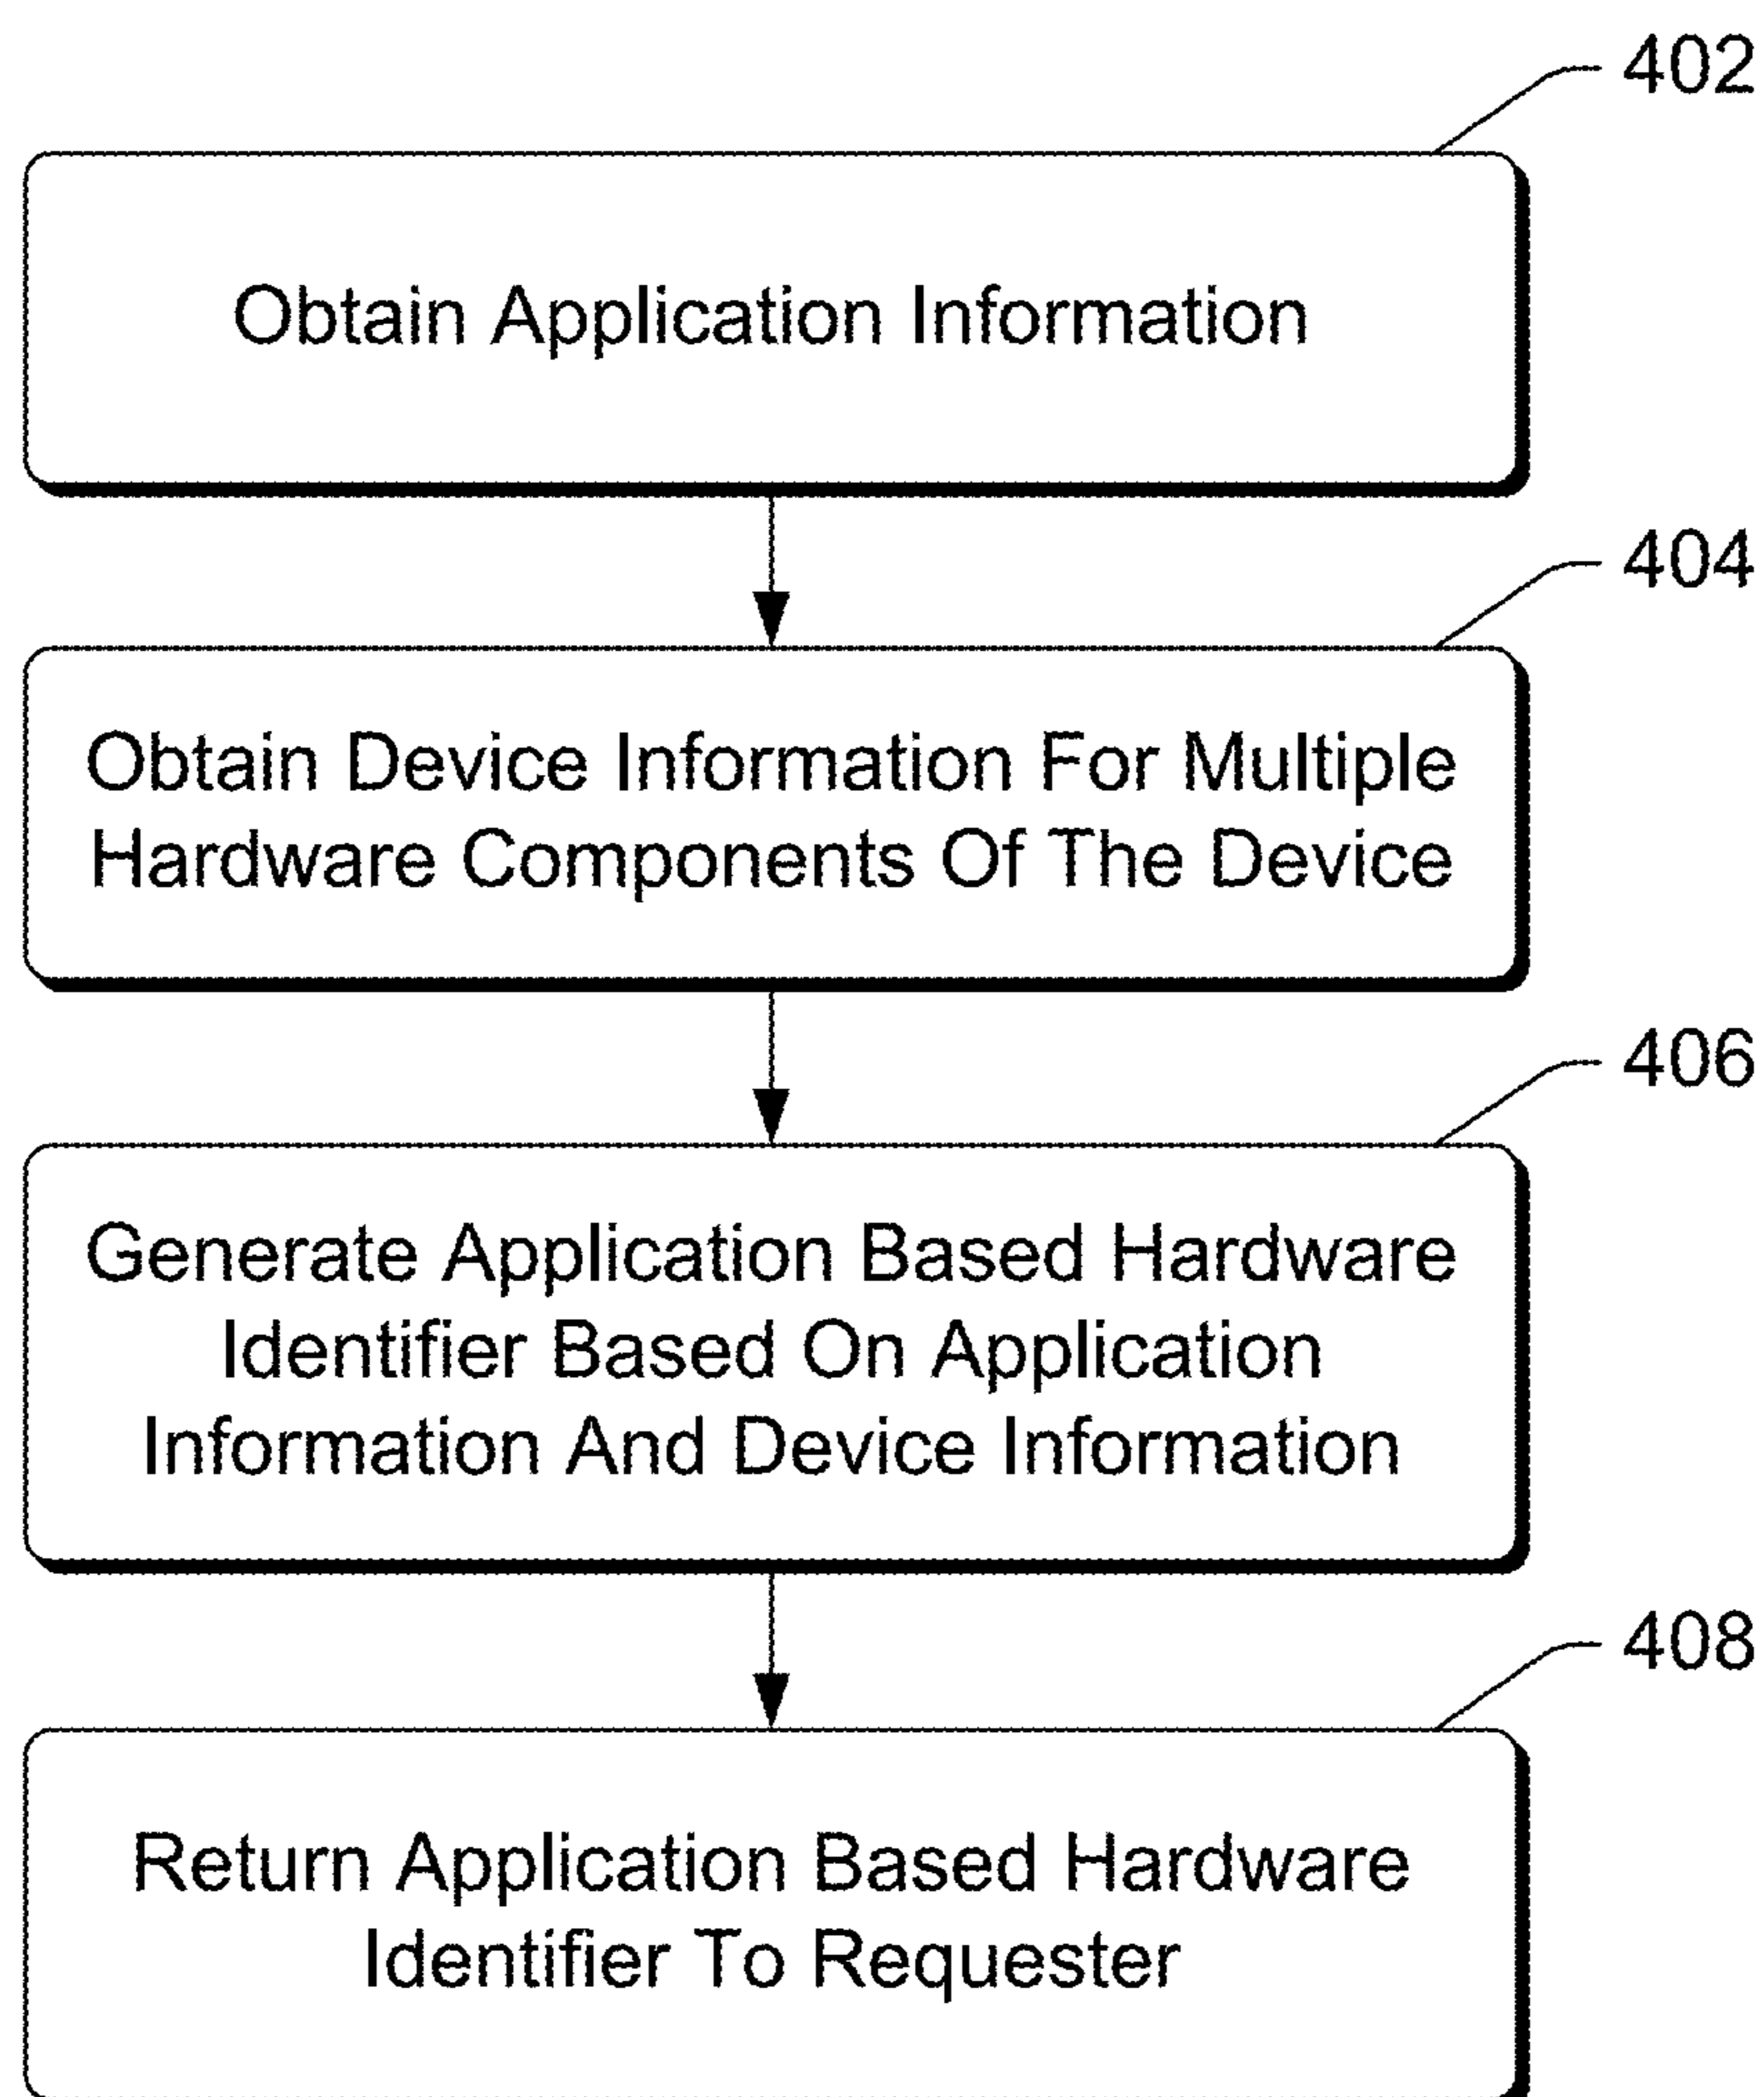 402
Obtain Application Information
404
Obtain Device Information For Multiple
Hardware Components Of The Device
406
Generate Application Based Hardware
Identifier Based On Application
Information And Device Information
408
Return Application Based Hardware
Identifier To Requester